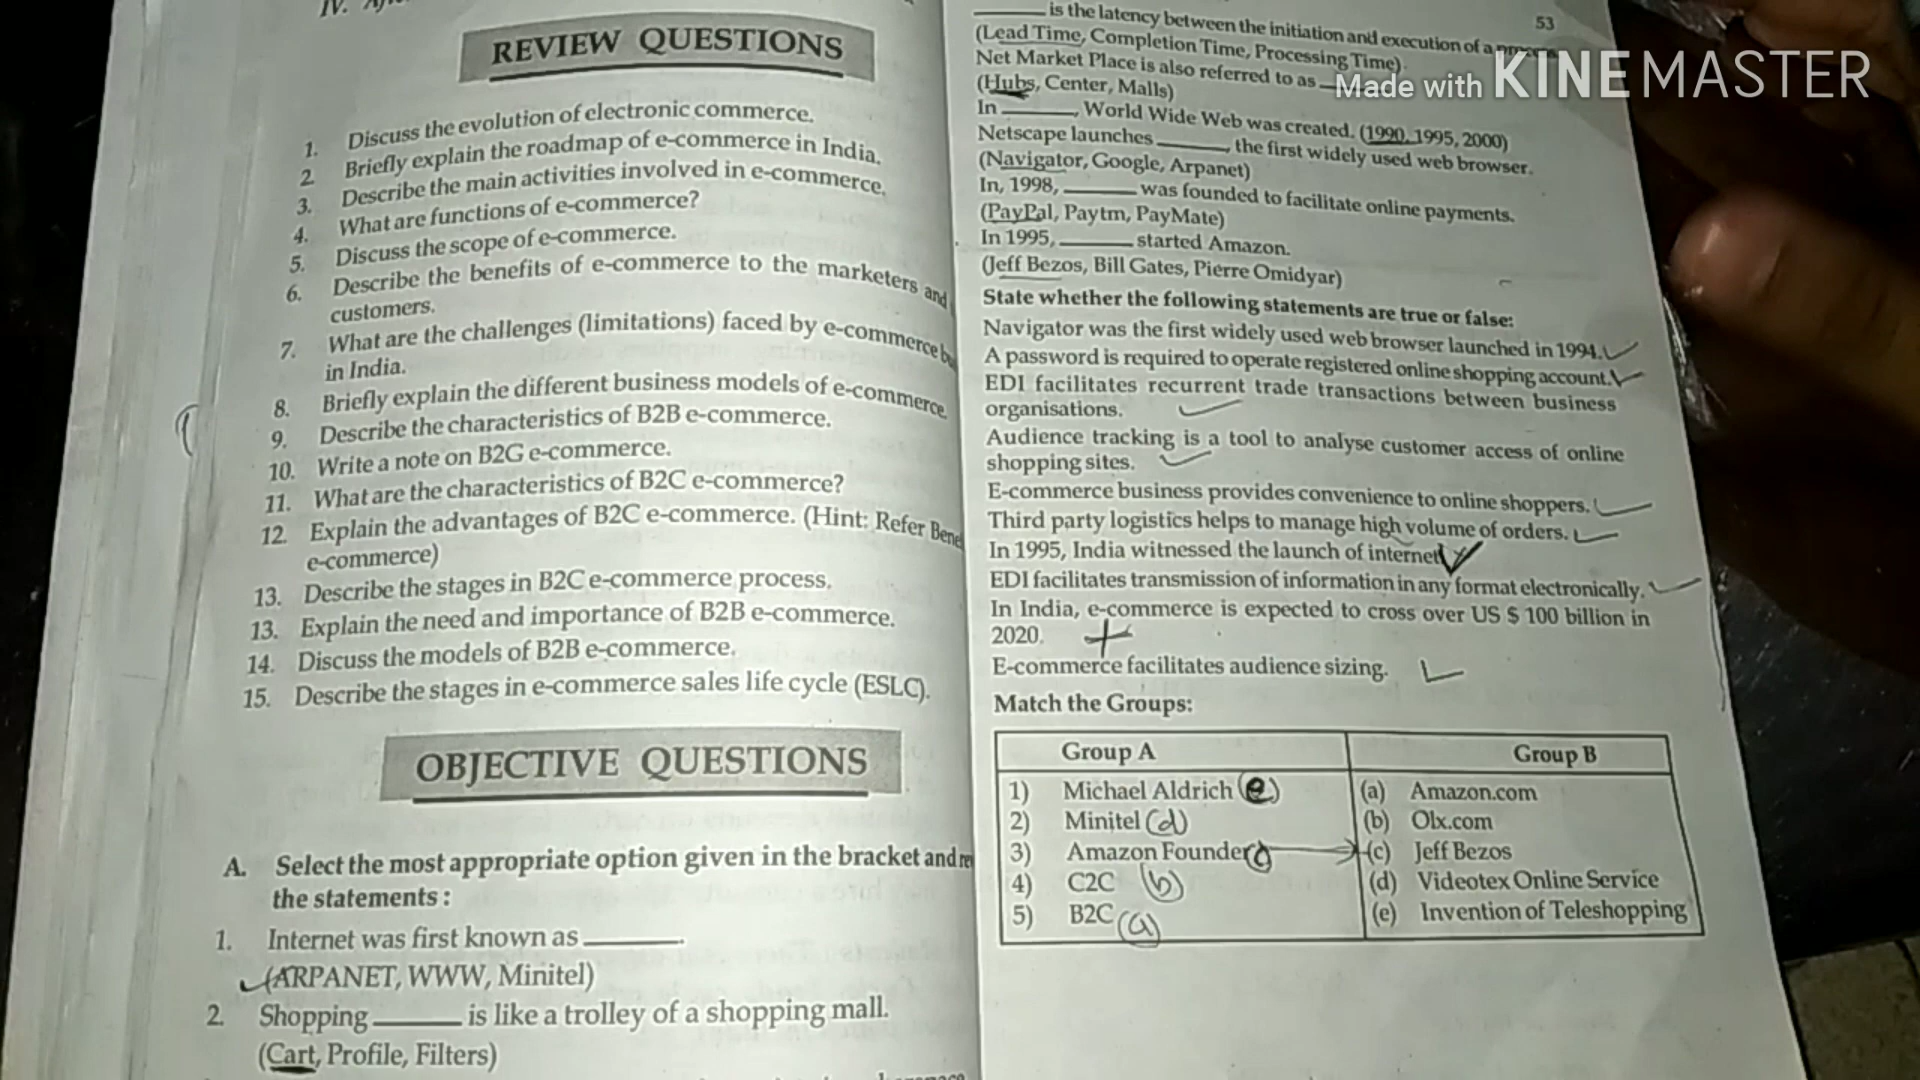 IV.
REVIEW QUESTIONS
1. Discuss the evolution of electronic commerce.
2. Briefly explain the roadmap of e-commerce in India.
3. Describe the main activities involved in e-commerce.
4. What are functions of e-commerce?
5. Discuss the scope of e-commerce.
6. Describe the benefits of e-commerce to the marketers and
customers.
7. What are the challenges (limitations) faced by e-commerce
in India.
8. Briefly explain the different business models of e-commerce.
9. Describe the characteristics of B2B e-commerce.
10. Write a note on B2G e-commerce.
11. What are the characteristics of B2C e-commerce?
12. Explain the advantages of B2C e-commerce. (Hint: Refer Bene
e-commerce)
13. Describe the stages in B2C e-commerce process.
13. Explain the need and importance of B2B e-commerce.
14. Discuss the models of B2B e-commerce.
15. Describe the stages in e-commerce sales life cycle (ESLC).
OBJECTIVE QUESTIONS
A. Select the most appropriate option given in the bracket and re
the statements :
1. Internet was first known as ________.
(ARPANET, WWW, Minitel)
2. Shopping ________ is like a trolley of a shopping mall.
(Cart, Profile, Filters)
53
________ is the latency between the initiation and execution of a
(Lead Time, Completion Time, Processing Time)
Net Market Place is also referred to as
(Hubs, Center, Malls)
In ________, World Wide Web was created. (1990, 1995, 2000)
Netscape launches ________, the first widely used web browser.
(Navigator, Google, Arpanet)
In, 1998, ________ was founded to facilitate online payments.
(PayPal, Paytm, PayMate)
In 1995, ________ started Amazon.
(Jeff Bezos, Bill Gates, Pierre Omidyar)
State whether the following statements are true or false:
Navigator was the first widely used web browser launched in 1994.
A password is required to operate registered online shopping account.
EDI facilitates recurrent trade transactions between business
organisations.
Audience tracking is a tool to analyse customer access of online
shopping sites.
E-commerce business provides convenience to online shoppers.
Third party logistics helps to manage high volume of orders.
In 1995, India witnessed the launch of internet
EDI facilitates transmission of information in any format electronically.
In India, e-commerce is expected to cross over US $ 100 billion in
2020.
E-commerce facilitates audience sizing.
Match the Groups:
Group A Group B
1) Michael Aldrich (e) (a) Amazon.com
2) Minitel (d) (b) Olx.com
3) Amazon Founder (c) Jeff Bezos
4) C2C (b) (d) Videotex Online Service
5) B2C (a) (e) Invention of Teleshopping
Made with KINEMASTER